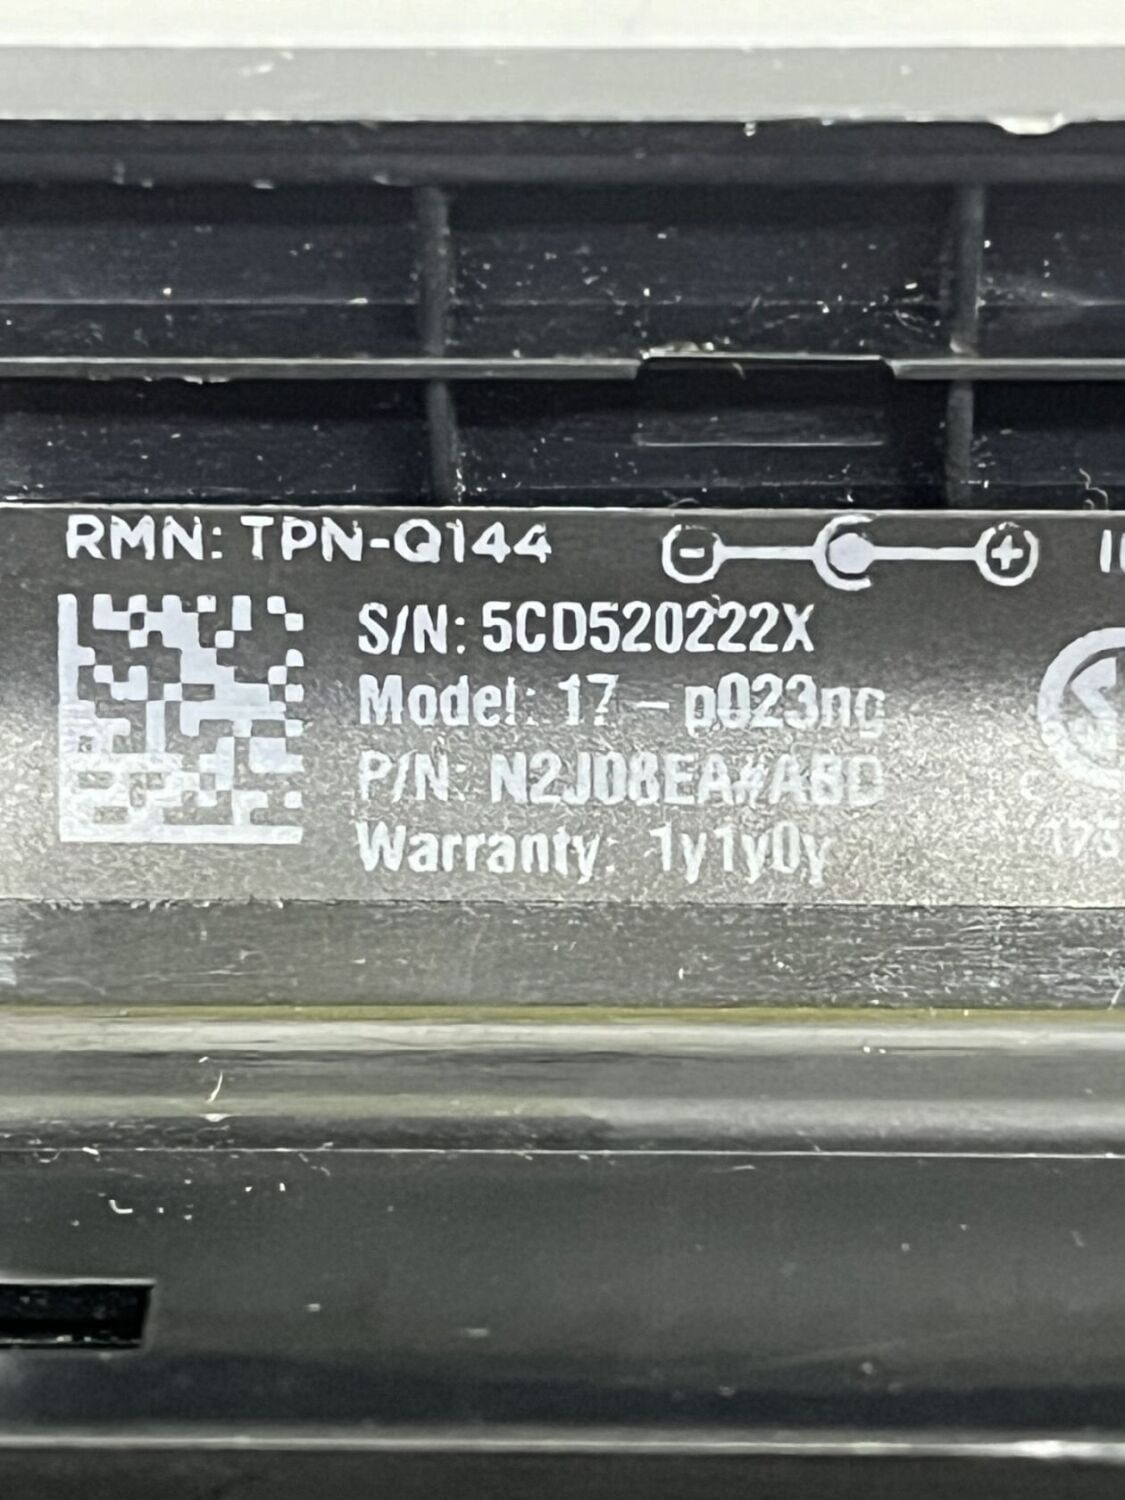 RMN: TPN-Q144
S/N: 5CD520222X
Model: 17 - p023ng
P/N: N2J08EA#ABD
Warranty: 1y1y0y